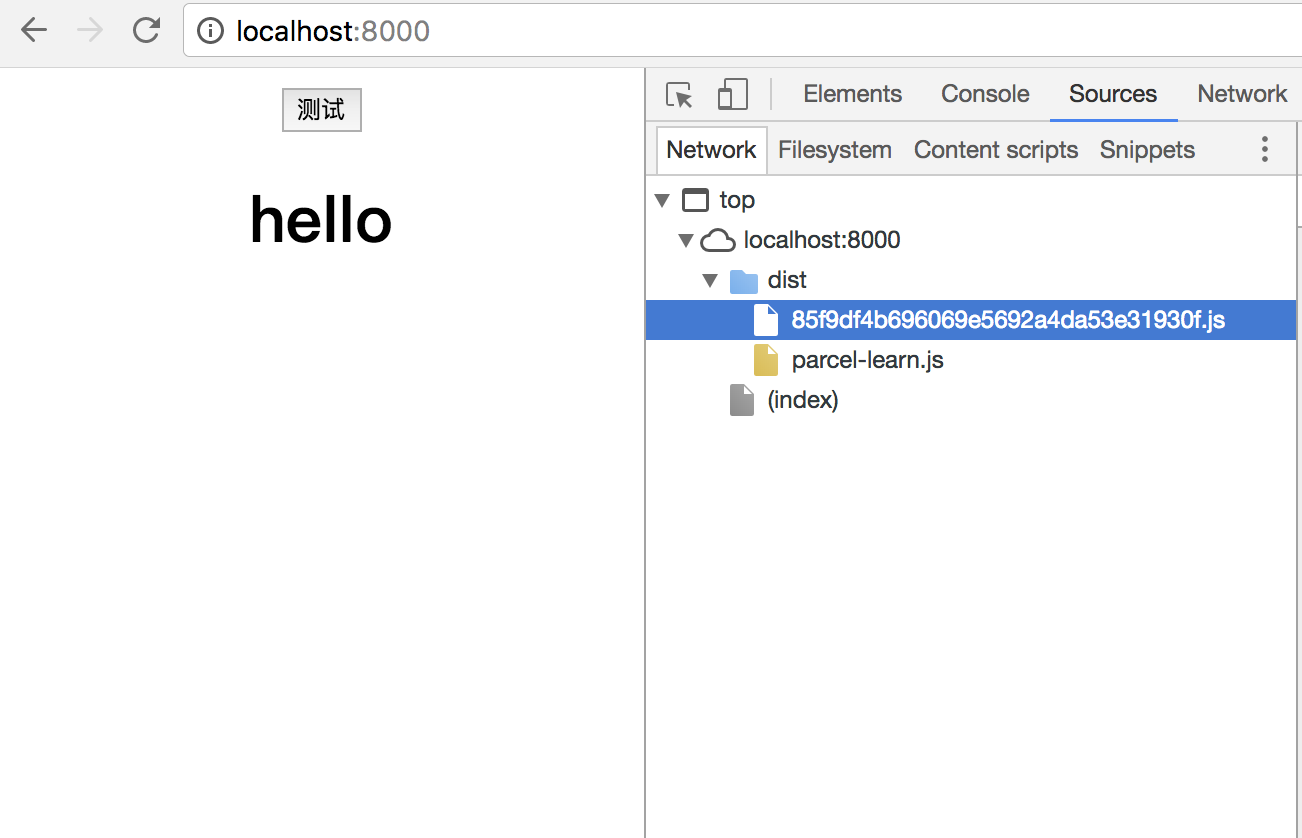 localhost:8000
测试
hello
Elements Console Sources Network
Network Filesystem Content scripts Snippets
top
localhost:8000
dist
85f9df4b696069e5692a4da53e31930f.js
parcel-learn.js
(index)